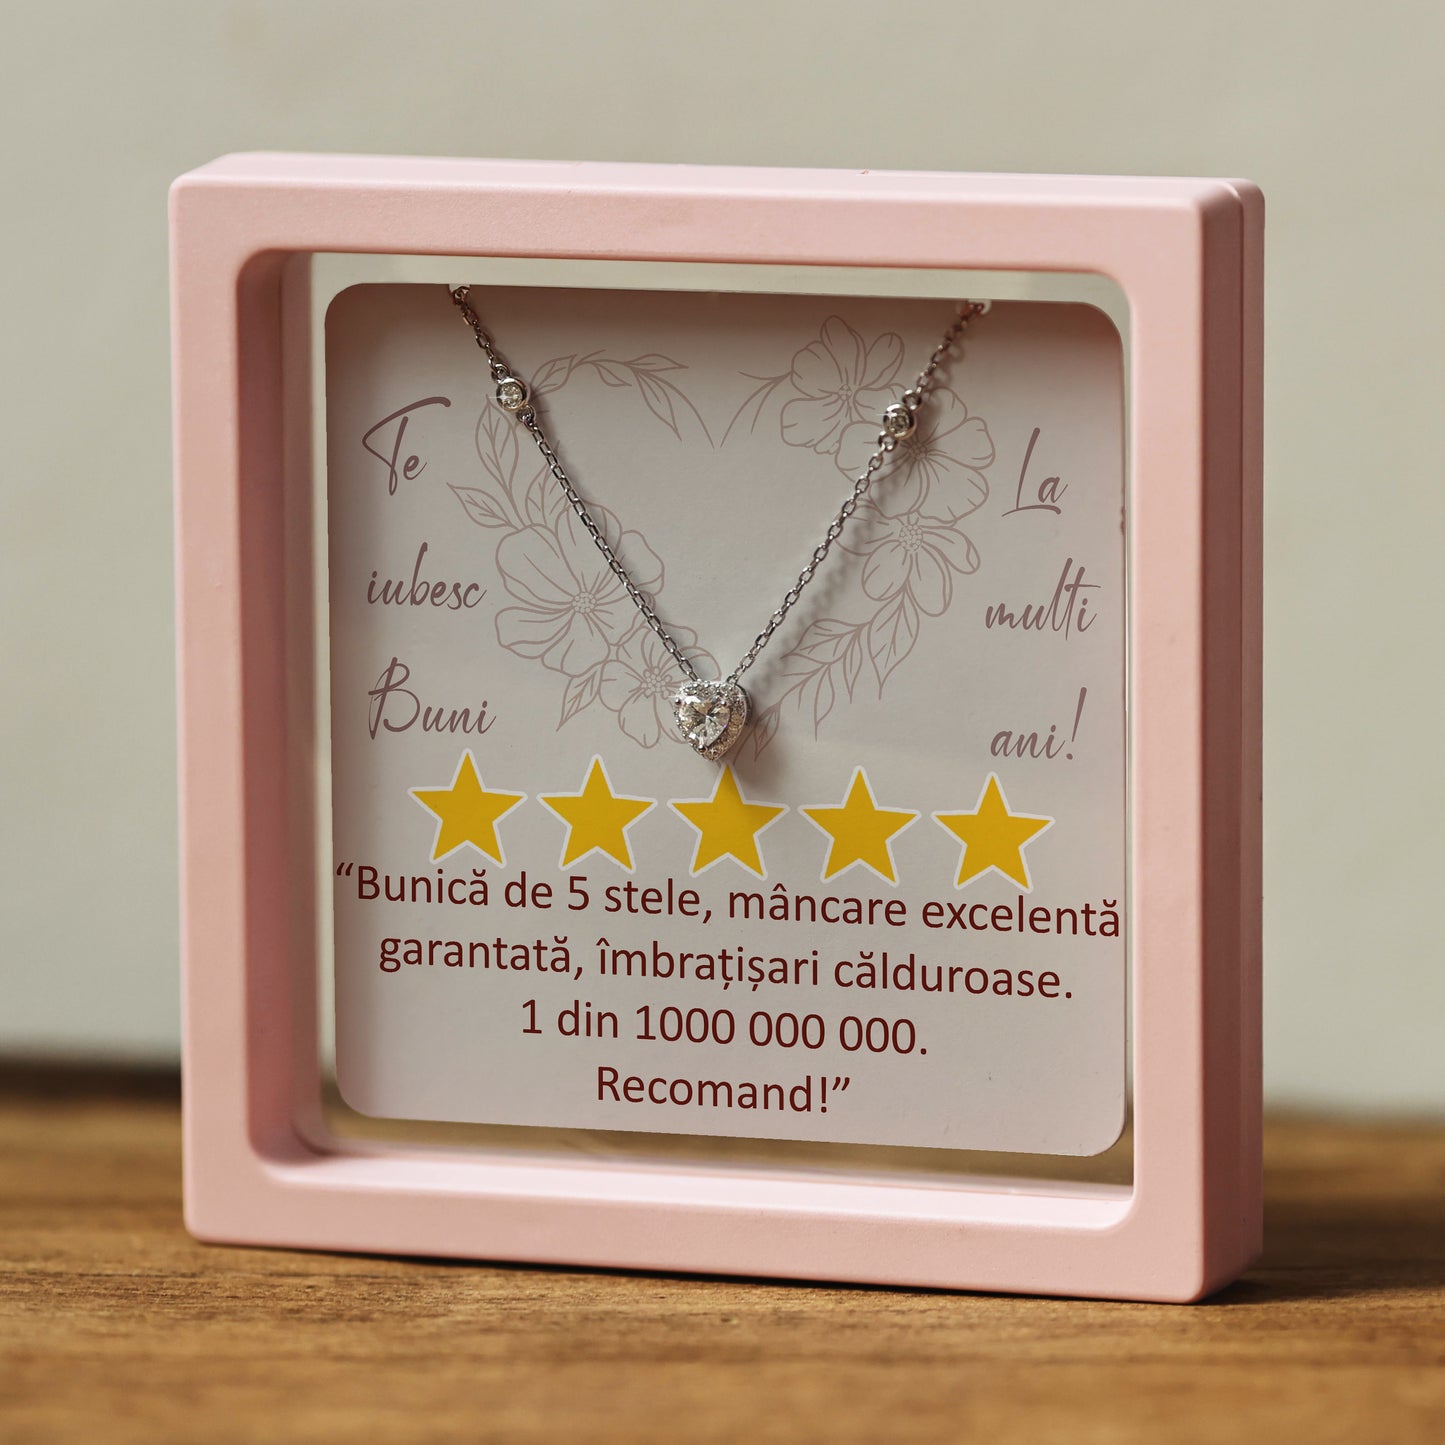 Te
iubesc
Buni
La
multi
ani!
“Bunică de 5 stele, mâncare excelentă
garantată, îmbrațișari călduroase.
1 din 1000 000 000.
Recomand!”